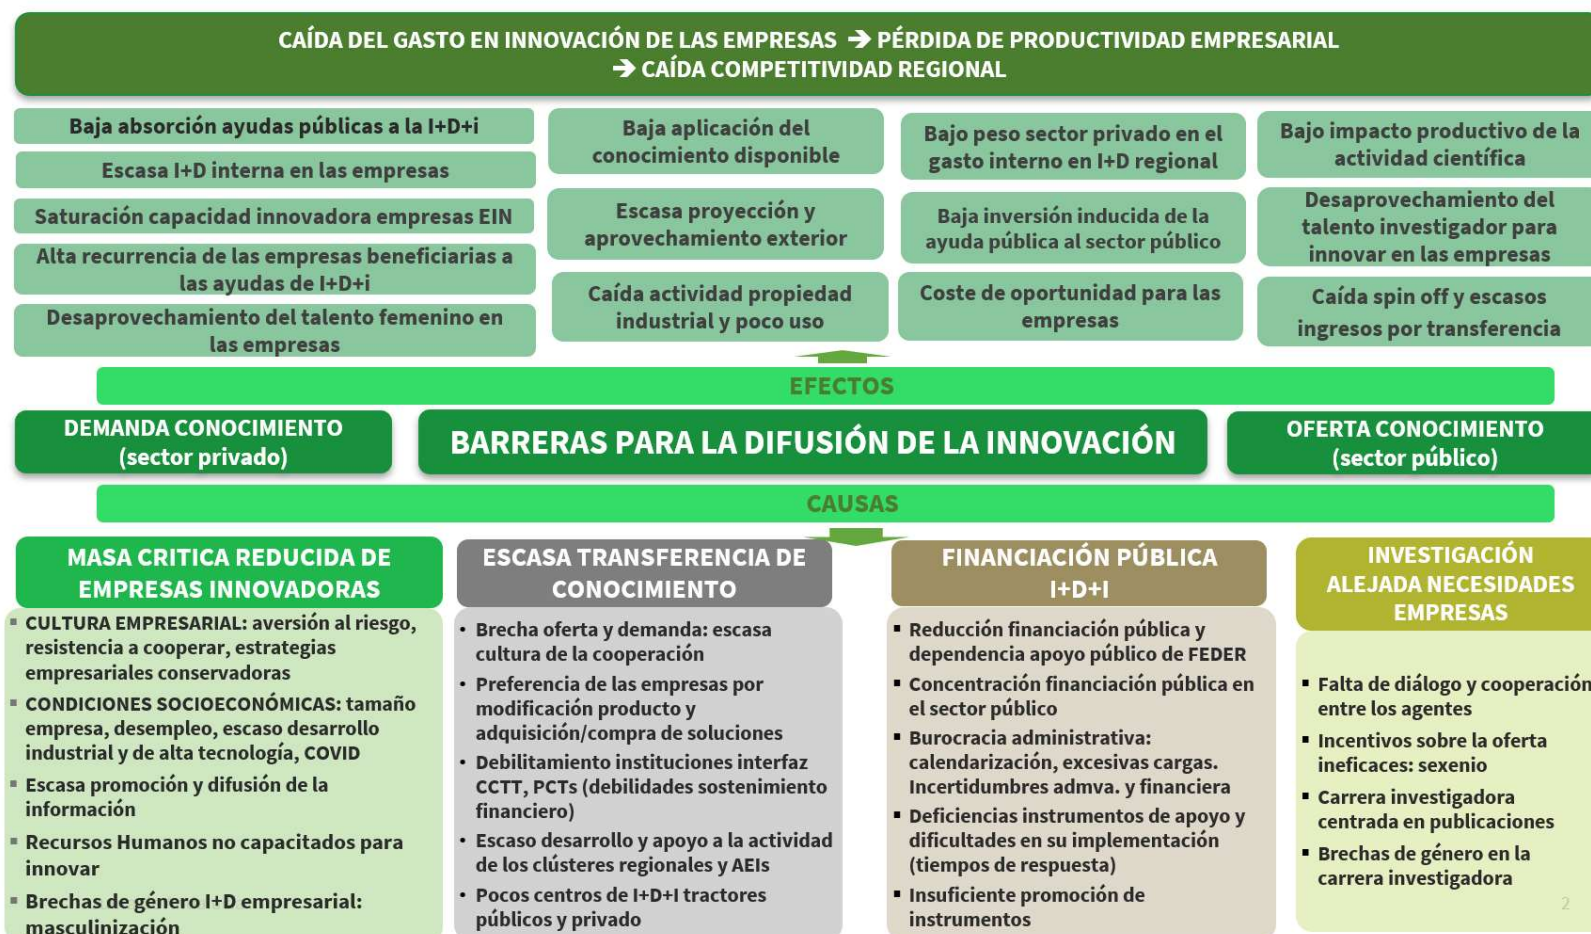 CAÍDA DEL GASTO EN INNOVACIÓN DE LAS EMPRESAS ➔ PÉRDIDA DE PRODUCTIVIDAD EMPRESARIAL
➔ CAÍDA COMPETITIVIDAD REGIONAL
Baja absorción ayudas públicas a la I+D+i
Escasa I+D interna en las empresas
Saturación capacidad innovadora empresas EIN
Alta recurrencia de las empresas beneficiarias a
las ayudas de I+D+i
Desaprovechamiento del talento femenino en
las empresas
Baja aplicación del
conocimiento disponible
Escasa proyección y
aprovechamiento exterior
Caída actividad propiedad
industrial y poco uso
Bajo peso sector privado en el
gasto interno en I+D regional
Baja inversión inducida de la
ayuda pública al sector público
Coste de oportunidad para las
empresas
Bajo impacto productivo de la
actividad científica
Desaprovechamiento del
talento investigador para
innovar en las empresas
Caída spin off y escasos
ingresos por transferencia
EFECTOS
DEMANDA CONOCIMIENTO
(sector privado)
BARRERAS PARA LA DIFUSIÓN DE LA INNOVACIÓN
OFERTA CONOCIMIENTO
(sector público)
CAUSAS
MASA CRITICA REDUCIDA DE
EMPRESAS INNOVADORAS
▪ CULTURA EMPRESARIAL: aversión al riesgo,
resistencia a cooperar, estrategias
empresariales conservadoras
▪ CONDICIONES SOCIOECONÓMICAS: tamaño
empresa, desempleo, escaso desarrollo
industrial y de alta tecnología, COVID
▪ Escasa promoción y difusión de la
información
▪ Recursos Humanos no capacitados para
innovar
▪ Brechas de género I+D empresarial:
masculinización
ESCASA TRANSFERENCIA DE
CONOCIMIENTO
• Brecha oferta y demanda: escasa
cultura de la cooperación
• Preferencia de las empresas por
modificación producto y
adquisición/compra de soluciones
• Debilitamiento instituciones interfaz
CCTT, PCTs (debilidades sostenimiento
financiero)
• Escaso desarrollo y apoyo a la actividad
de los clústeres regionales y AEIs
• Pocos centros de I+D+I tractores
públicos y privado
FINANCIACIÓN PÚBLICA
I+D+I
▪ Reducción financiación pública y
dependencia apoyo público de FEDER
▪ Concentración financiación pública en
el sector público
▪ Burocracia administrativa:
calendarización, excesivas cargas.
Incertidumbres admva. y financiera
▪ Deficiencias instrumentos de apoyo y
dificultades en su implementación
(tiempos de respuesta)
▪ Insuficiente promoción de
instrumentos
INVESTIGACIÓN
ALEJADA NECESIDADES
EMPRESAS
▪ Falta de diálogo y cooperación
entre los agentes
▪ Incentivos sobre la oferta
ineficaces: sexenio
▪ Carrera investigadora
centrada en publicaciones
▪ Brechas de género en la
carrera investigadora
2